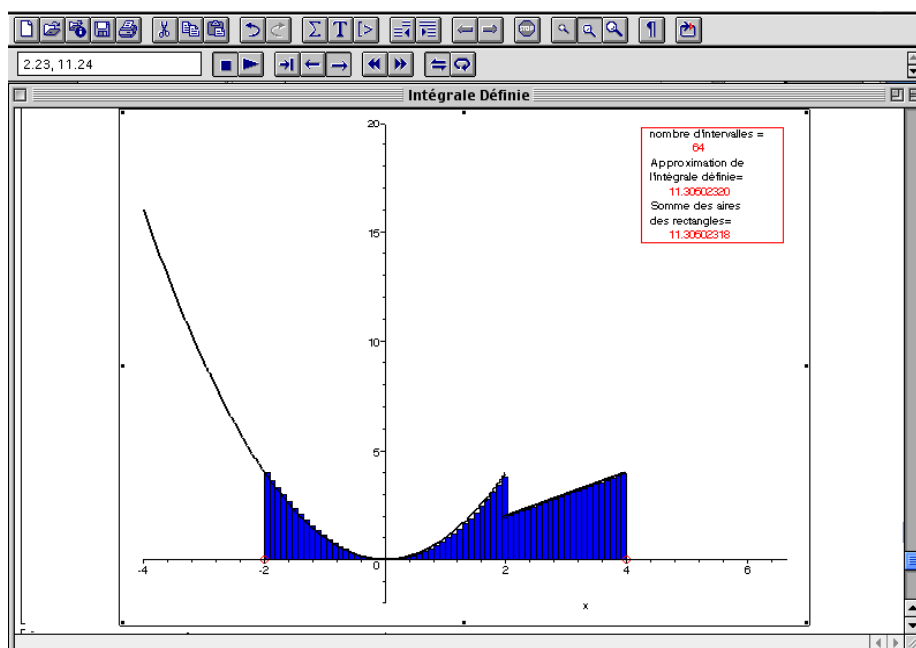 Σ T [>
STOP
¶
2.23, 11.24
Intégrale Définie
20
15
10
5
0
-4 -2 2 4 6
x
nombre d'intervalles =
64
Approximation de
l'intégrale définie=
11.30502320
Somme des aires
des rectangles=
11.30502318